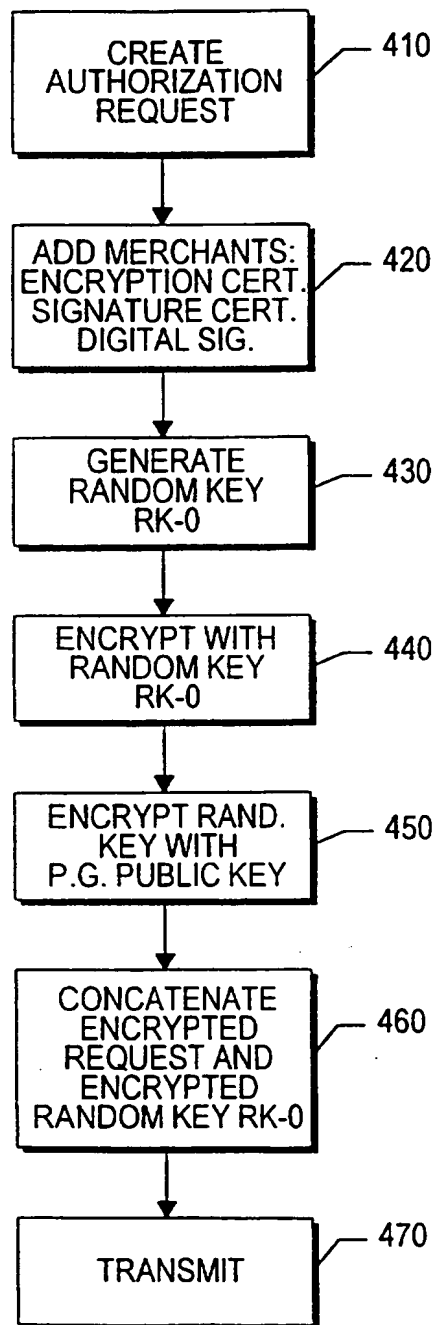 CREATE
AUTHORIZATION
REQUEST
410
ADD MERCHANTS:
ENCRYPTION CERT.
SIGNATURE CERT.
DIGITAL SIG.
420
GENERATE
RANDOM KEY
RK-0
430
ENCRYPT WITH
RANDOM KEY
RK-0
440
ENCRYPT RAND.
KEY WITH
P.G. PUBLIC KEY
450
CONCATENATE
ENCRYPTED
REQUEST AND
ENCRYPTED
RANDOM KEY RK-0
460
TRANSMIT
470